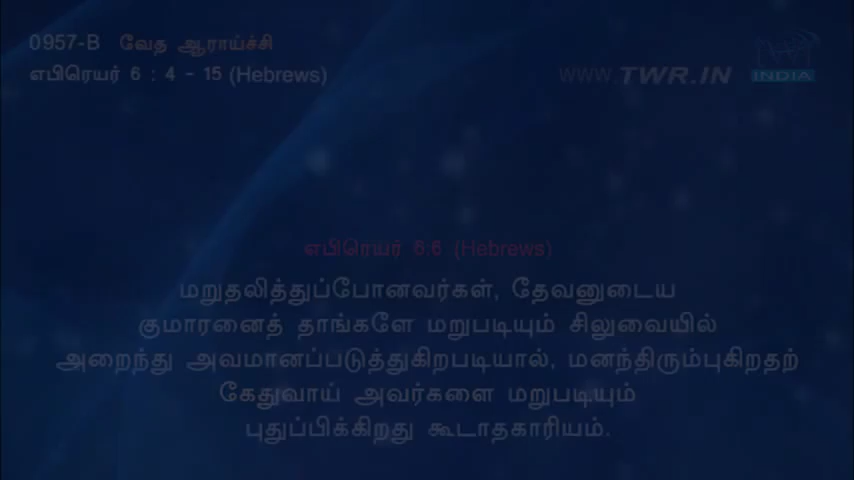 0957-B வேத ஆராய்ச்சி
எபிரெயர் 6 : 4 - 15 (Hebrews)
WWW.TWR.IN
TWR
INDIA
எபிரெயர் 6:6 (Hebrews)
மறுதலித்துப்போனவர்கள், தேவனுடைய
குமாரனைத் தாங்களே மறுபடியும் சிலுவையில்
அறைந்து அவமானப்படுத்துகிறபடியால், மனந்திரும்புகிறதற்
கேதுவாய் அவர்களை மறுபடியும்
புதுப்பிக்கிறது கூடாதகாரியம்.